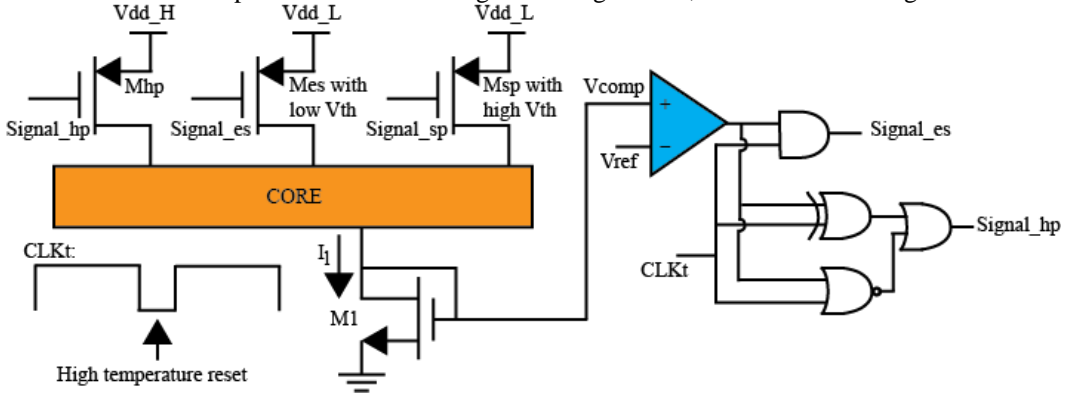 Vdd_H
Vdd_L
Vdd_L
Mhp
Mes with
low Vth
Msp with
high Vth
Signal_hp
Signal_es
Signal_sp
Vcomp
+
−
Vref
Signal_es
CORE
Signal_hp
CLKt:
I1
CLKt
M1
High temperature reset